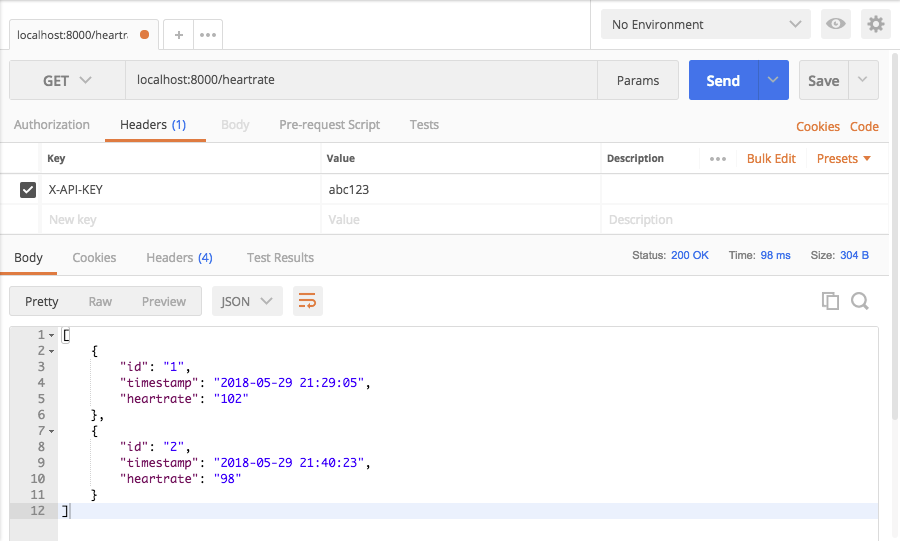 localhost:8000/heartr. + ••• No Environment
GET localhost:8000/heartrate Params Send Save
Authorization Headers (1) Body Pre-request Script Tests Cookies Code
Key Value Description ••• Bulk Edit Presets
X-API-KEY abc123
New key Value Description
Body Cookies Headers (4) Test Results Status: 200 OK Time: 98 ms Size: 304 B
Pretty Raw Preview JSON
1 [
2 {
3 "id": "1",
4 "timestamp": "2018-05-29 21:29:05",
5 "heartrate": "102"
6 },
7 {
8 "id": "2",
9 "timestamp": "2018-05-29 21:40:23",
10 "heartrate": "98"
11 }
12 ]